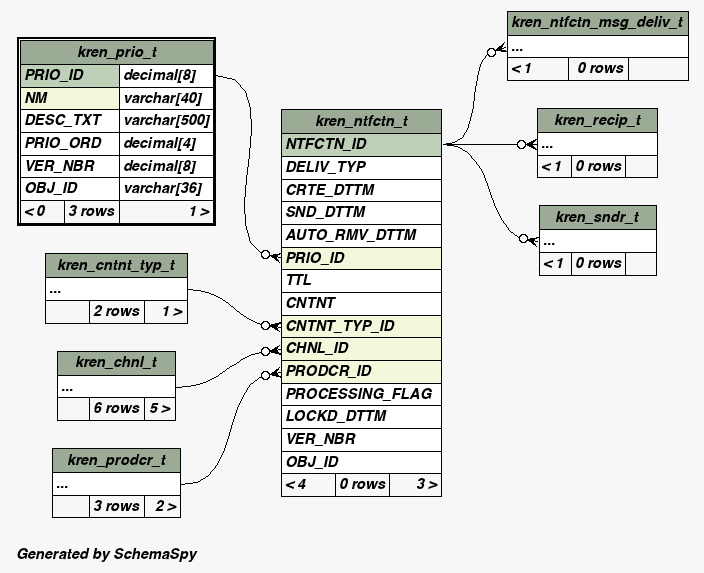 kren_prio_t
PRIO_ID decimal[8]
NM varchar[40]
DESC_TXT varchar[500]
PRIO_ORD decimal[4]
VER_NBR decimal[8]
OBJ_ID varchar[36]
< 0 3 rows 1 >
kren_cntnt_typ_t
...
2 rows 1 >
kren_chnl_t
...
6 rows 5 >
kren_prodcr_t
...
3 rows 2 >
kren_ntfctn_t
NTFCTN_ID
DELIV_TYP
CRTE_DTTM
SND_DTTM
AUTO_RMV_DTTM
PRIO_ID
TTL
CNTNT
CNTNT_TYP_ID
CHNL_ID
PRODCR_ID
PROCESSING_FLAG
LOCKD_DTTM
VER_NBR
OBJ_ID
< 4 0 rows 3 >
kren_ntfctn_msg_deliv_t
...
< 1 0 rows
kren_recip_t
...
< 1 0 rows
kren_sndr_t
...
< 1 0 rows
Generated by SchemaSpy